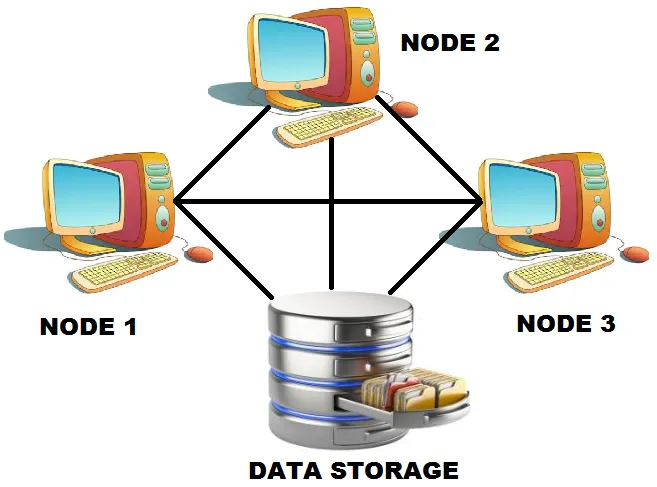 NODE 2
NODE 1
NODE 3
DATA STORAGE